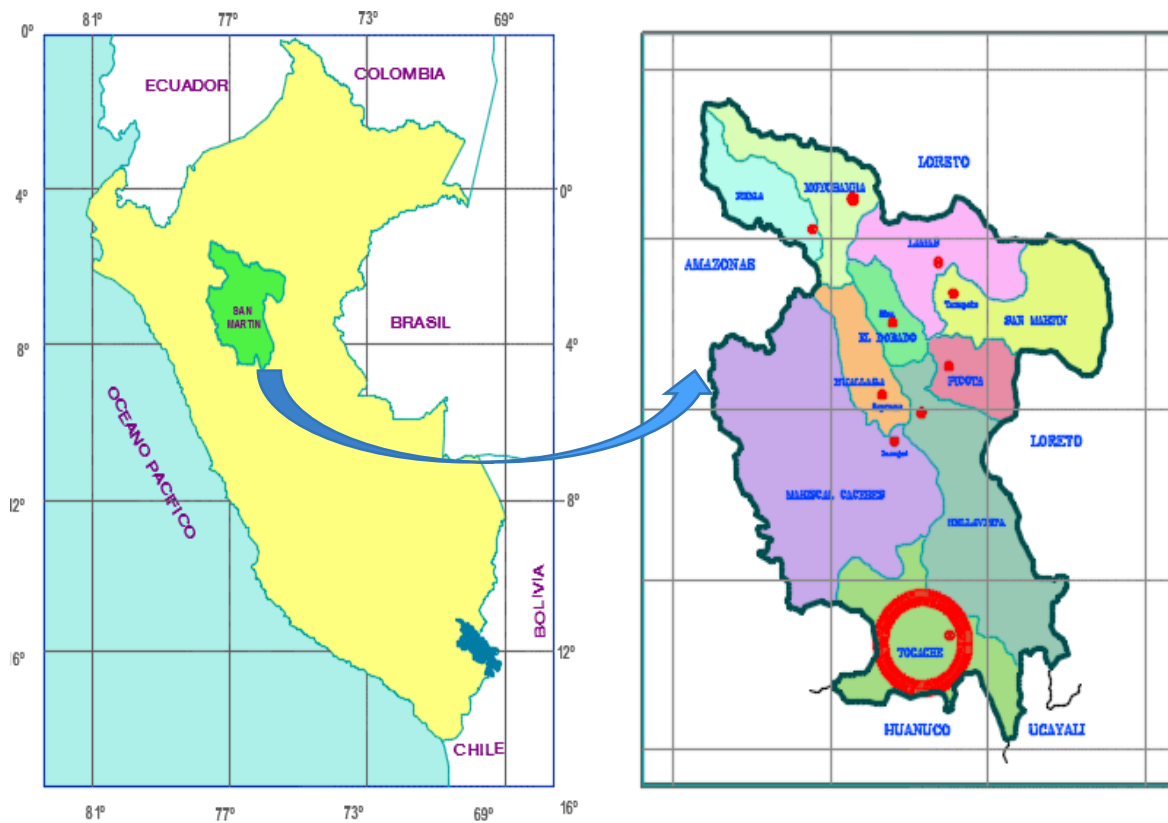 81º
77º
73º
69º
0º
ECUADOR
COLOMBIA
4º
0º
SAN
MARTIN
BRASIL
8º
4º
OCEANO PACIFICO
12º
8º
BOLIVIA
16º
12º
CHILE
81º
77º
73º
69º
16º
LORETO
MOYOBAMBA
RIOJA
AMAZONAS
LAMAS
Tarapoto
SAN MARTIN
EL DORADO
HUALLAGA
PICOTA
LORETO
MARISCAL CACERES
BELLAVISTA
TOCACHE
HUANUCO
UCAYALI